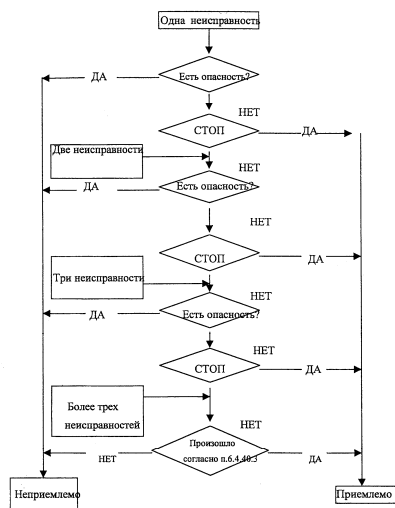 Одна неисправность
ДА
Есть опасность?
НЕТ
СТОП
ДА
Две неисправности
НЕТ
ДА
Есть опасность?
НЕТ
СТОП
ДА
Три неисправности
НЕТ
ДА
Есть опасность?
НЕТ
СТОП
ДА
Более трех
неисправностей
НЕТ
Произошло
согласно п.6.4.40.3
НЕТ
ДА
Неприемлемо
Приемлемо